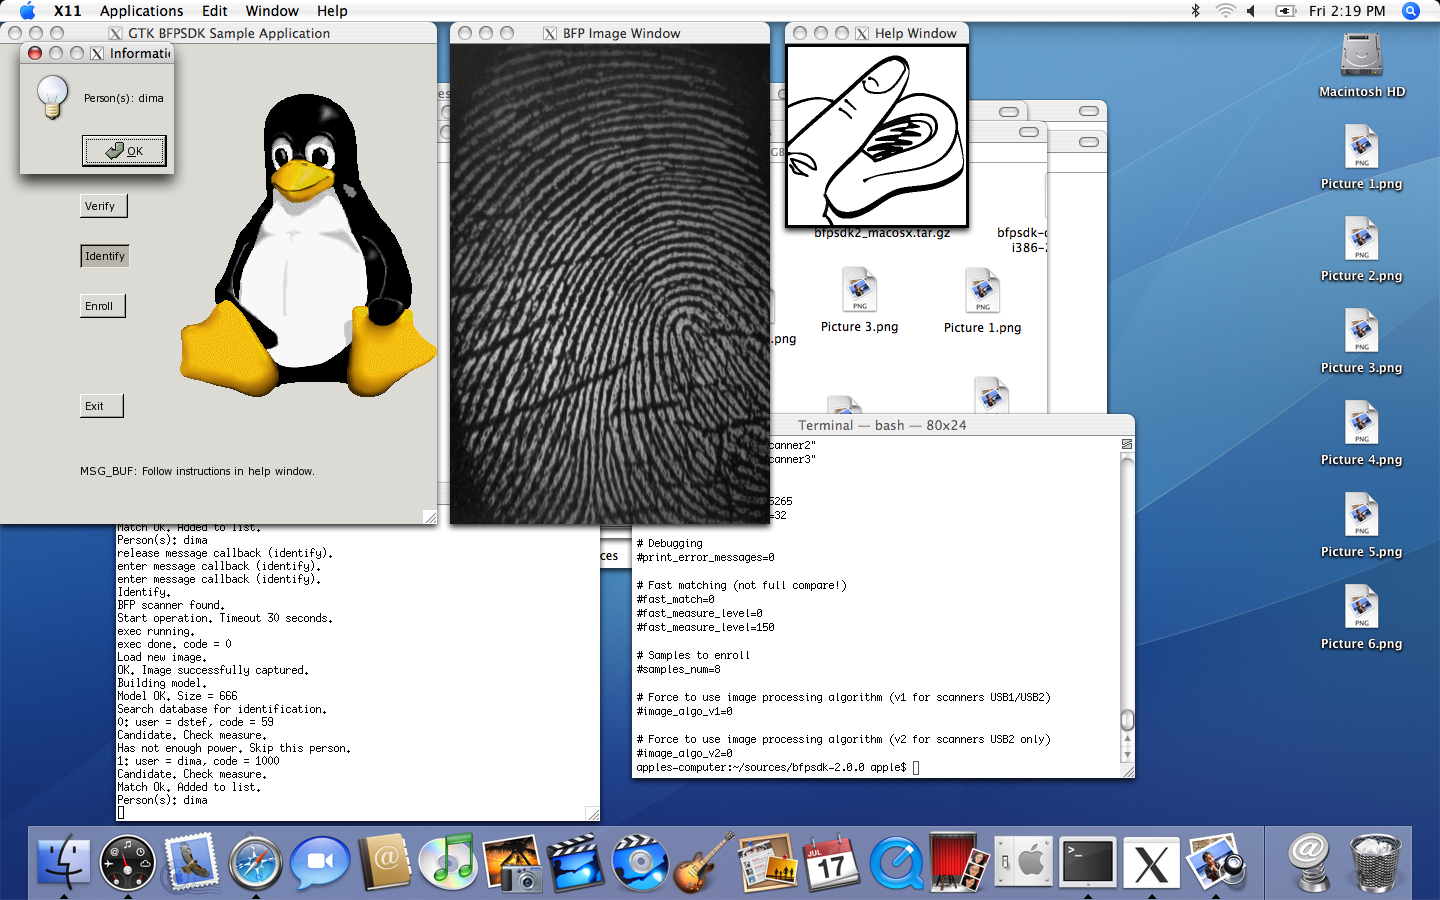 X11 Applications Edit Window Help
Fri 2:19 PM
GTK BFPSDK Sample Application
Person(s): dima
OK
Verify
Identify
Enroll
Exit
MSG_BUF: Follow instructions in help window.
BFP Image Window
Help Window
bfpsdk2_macosx.tar.gz
Picture 3.png
Picture 1.png
.png
Macintosh HD
Picture 1.png
Picture 2.png
Picture 3.png
Picture 4.png
Picture 5.png
Picture 6.png
Match OK. Added to list.
Person(s): dima
release message callback (identify).
enter message callback (identify).
enter message callback (identify).
Identify.
BFP scanner found.
Start operation. Timeout 30 seconds.
exec running.
exec done. code = 0
Load new image.
OK. Image successfully captured.
Building model.
Model OK. Size = 666
Search database for identification.
0: user = dstef, code = 59
Candidate. Check measure.
Has not enough power. Skip this person.
1: user = dima, code = 1000
Candidate. Check measure.
Match Ok. Added to list.
Person(s): dima
Terminal — bash — 80x24
canner2"
canner3"
5265
=32
# Debugging
#print_error_messages=0
# Fast matching (not full compare!)
#fast_match=0
#fast_measure_level=0
#fast_measure_level=150
# Samples to enroll
#samples_num=8
# Force to use image processing algorithm (v1 for scanners USB1/USB2)
#image_algo_v1=0
# Force to use image processing algorithm (v2 for scanners USB2 only)
#image_algo_v2=0
apples-computer:~/sources/bfpsdk-2.0.0 apple$
JUL
17